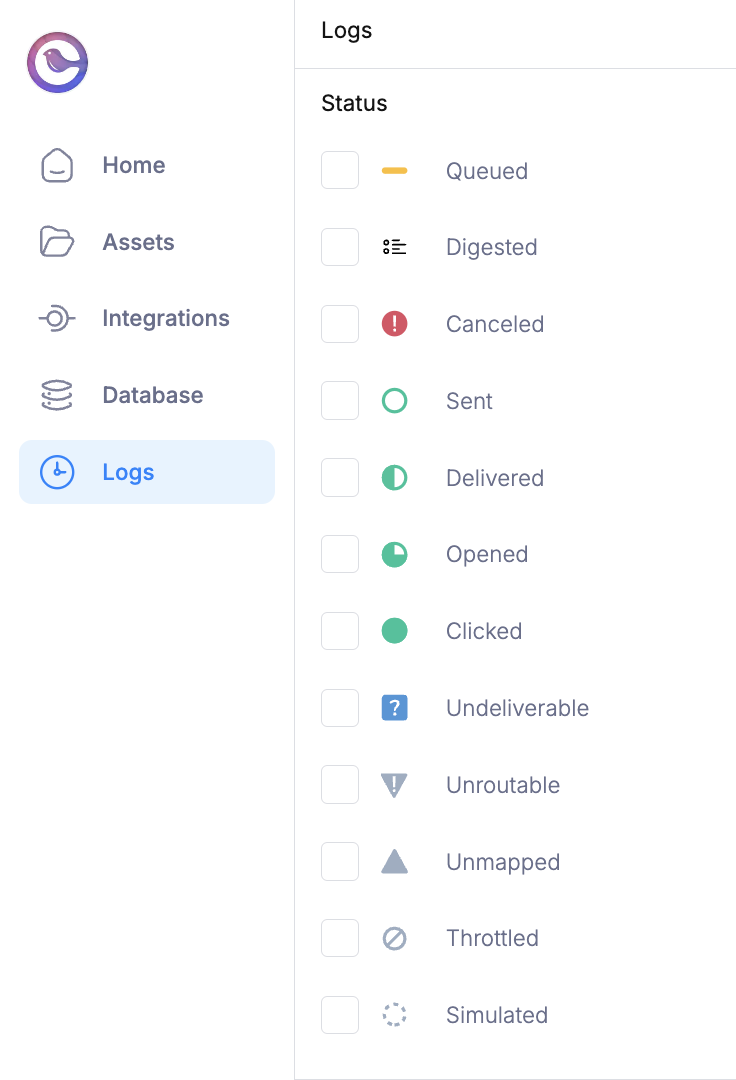 Home
Assets
Integrations
Database
Logs
Logs
Status
Queued
Digested
Canceled
Sent
Delivered
Opened
Clicked
Undeliverable
Unroutable
Unmapped
Throttled
Simulated